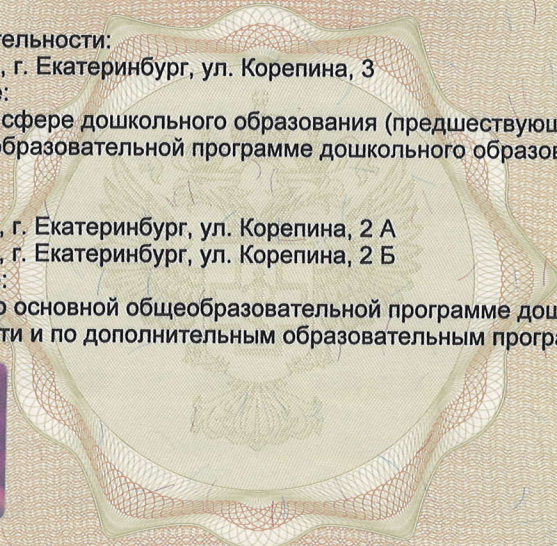 тельности:
, г. Екатеринбург, ул. Корепина, 3
е:
сфере дошкольного образования (предшествующ
бразовательной программе дошкольного образов
, г. Екатеринбург, ул. Корепина, 2 А
, г. Екатеринбург, ул. Корепина, 2 Б
:
о основной общеобразовательной программе дош
ти и по дополнительным образовательным програ